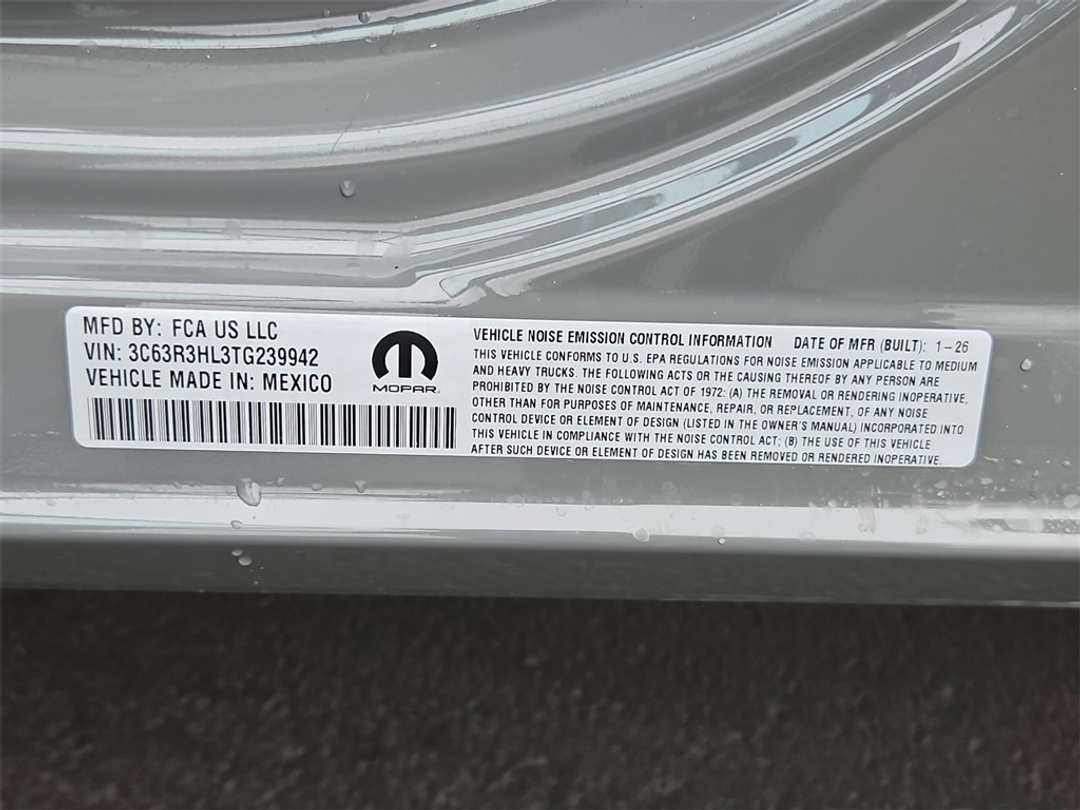 MFD BY: FCA US LLC
VIN: 3C63R3HL3TG239942
VEHICLE MADE IN: MEXICO
MOPAR
VEHICLE NOISE EMISSION CONTROL INFORMATION DATE OF MFR (BUILT): 1-26
THIS VEHICLE CONFORMS TO U.S. EPA REGULATIONS FOR NOISE EMISSION APPLICABLE TO MEDIUM
AND HEAVY TRUCKS. THE FOLLOWING ACTS OR THE CAUSING THEREOF BY ANY PERSON ARE
PROHIBITED BY THE NOISE CONTROL ACT OF 1972: (A) THE REMOVAL OR RENDERING INOPERATIVE,
OTHER THAN FOR PURPOSES OF MAINTENANCE, REPAIR, OR REPLACEMENT, OF ANY NOISE
CONTROL DEVICE OR ELEMENT OF DESIGN (LISTED IN THE OWNER'S MANUAL) INCORPORATED INTO
THIS VEHICLE IN COMPLIANCE WITH THE NOISE CONTROL ACT; (B) THE USE OF THIS VEHICLE
AFTER SUCH DEVICE OR ELEMENT OF DESIGN HAS BEEN REMOVED OR RENDERED INOPERATIVE.